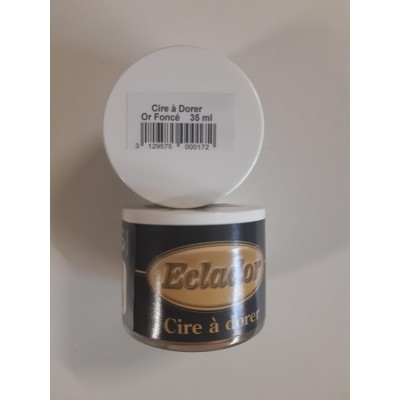 Cire à Dorer
Or Foncé 35 ml
3 129575 000172
Eclador
Cire à dorer